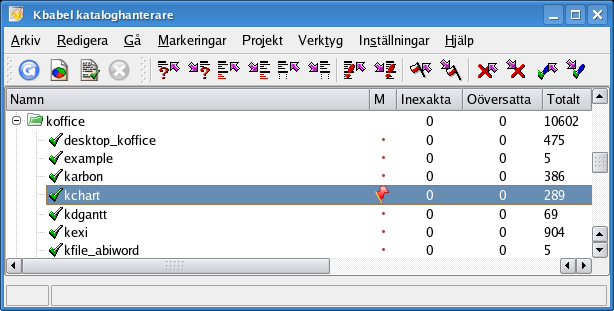 Kbabel kataloghanterare
Arkiv Redigera Gå Markeringar Projekt Verktyg Inställningar Hjälp
Namn M Inexakta Oöversatta Totalt
koffice 0 0 10602
desktop_koffice 0 0 475
example 0 0 5
karbon 0 0 386
kchart 0 0 289
kdgantt 0 0 69
kexi 0 0 904
kfile_abiword 0 0 5